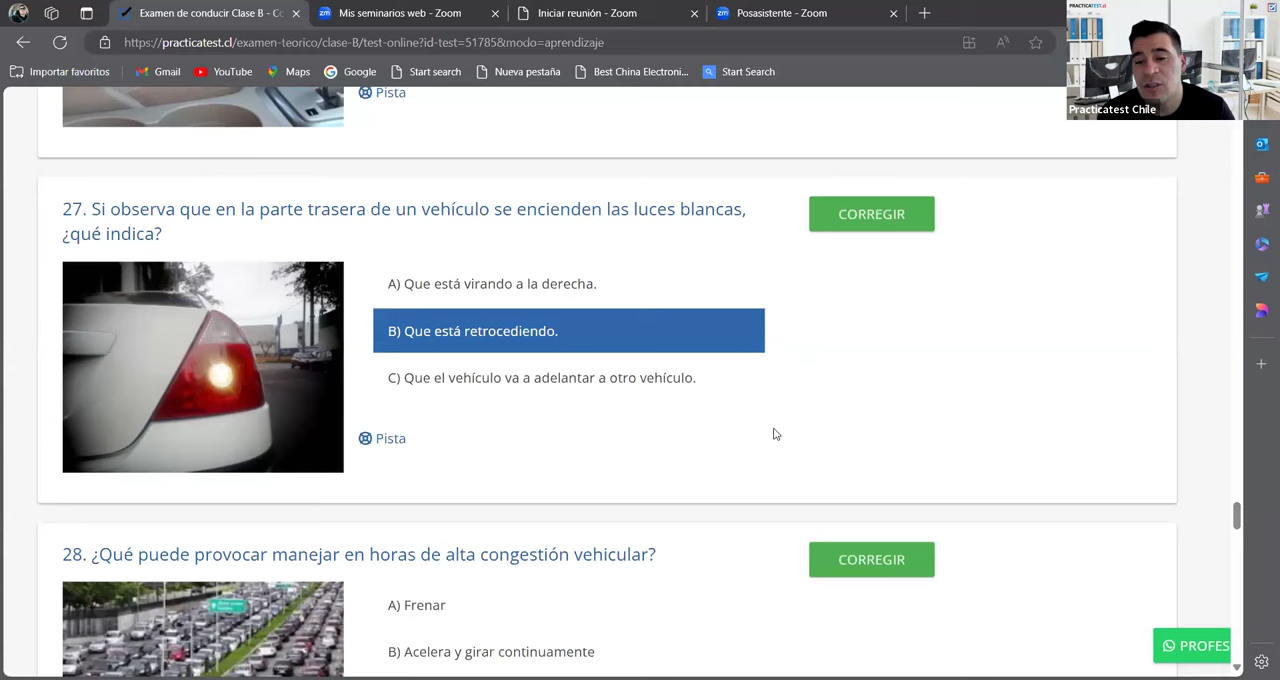 Examen de conducir Clase B - Co
Mis seminarios web - Zoom
Iniciar reunión - Zoom
Posasistente - Zoom
https://practicatest.cl/examen-teorico/clase-B/test-online?id-test=51785&modo=aprendizaje
Importar favoritos
Gmail
YouTube
Maps
Google
Start search
Nueva pestaña
Best China Electroni...
Start Search
PRACTICATEST.cl
Practicatest Chile
Pista
27. Si observa que en la parte trasera de un vehículo se encienden las luces blancas,
¿qué indica?
CORREGIR
A) Que está virando a la derecha.
B) Que está retrocediendo.
C) Que el vehículo va a adelantar a otro vehículo.
Pista
28. ¿Qué puede provocar manejar en horas de alta congestión vehicular?
CORREGIR
A) Frenar
B) Acelera y girar continuamente
PROFES